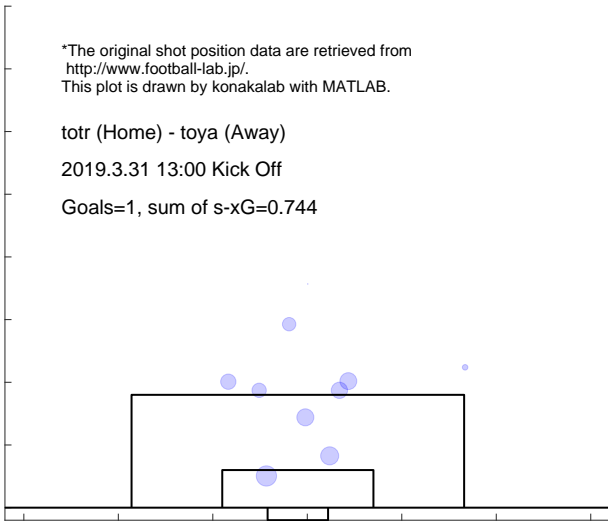 *The original shot position data are retrieved from
http://www.football-lab.jp/.
This plot is drawn by konakalab with MATLAB.
totr (Home) - toya (Away)
2019.3.31 13:00 Kick Off
Goals=1, sum of s-xG=0.744